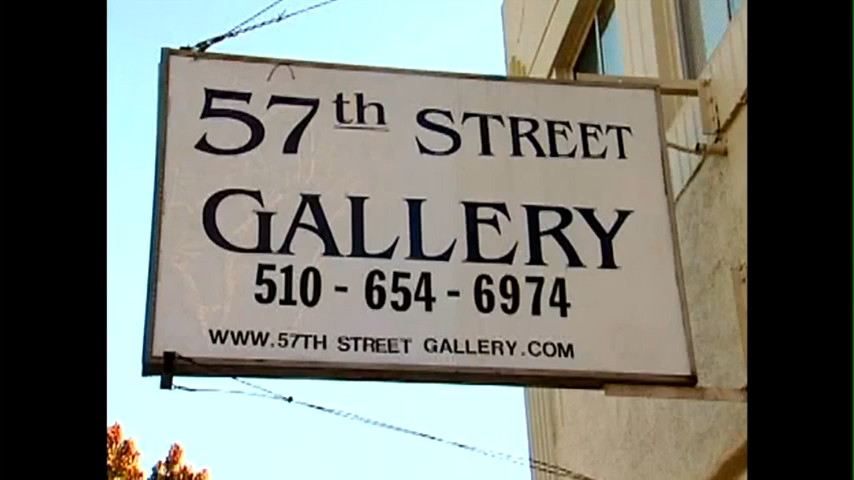 57th STREET
GALLERY
510 - 654 - 6974
WWW.57TH STREET GALLERY.COM